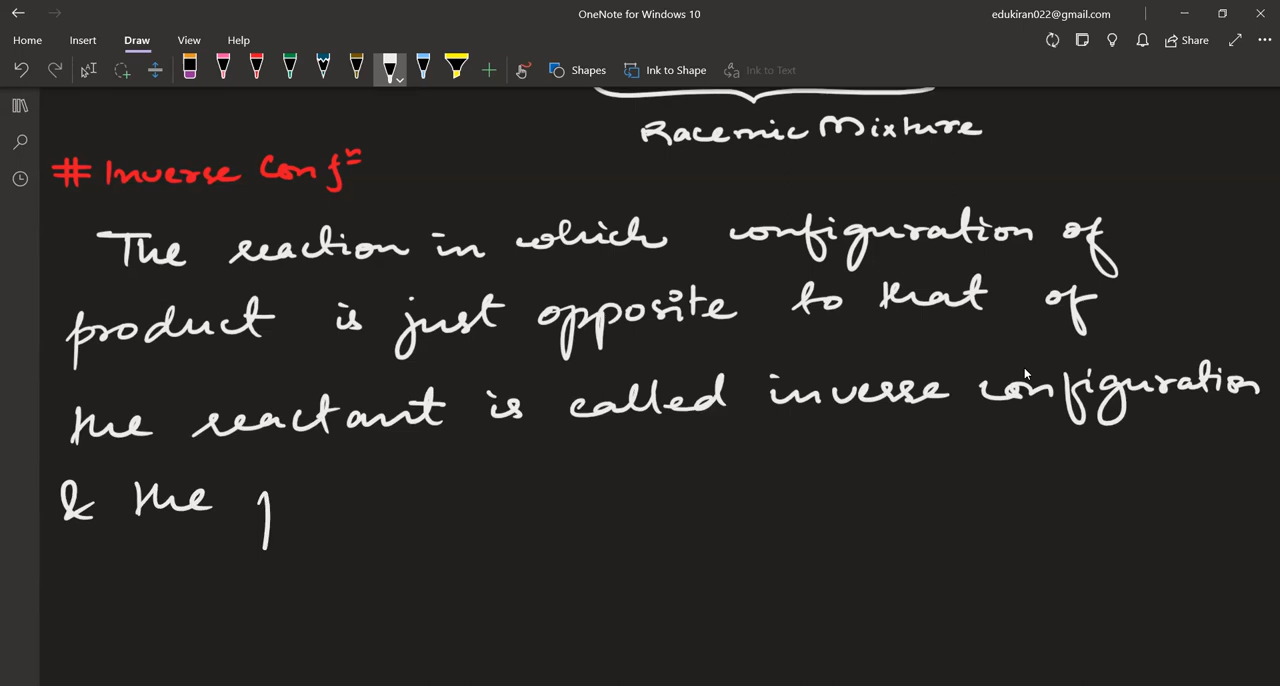 OneNote for Windows 10
edukiran022@gmail.com
Home Insert Draw View Help
Share
Shapes Ink to Shape Ink to Text
Racemic Mixture
# Inverse Confⁿ
The reaction in which configuration of
product is just opposite to that of
the reactant is called inverse configuration
& the